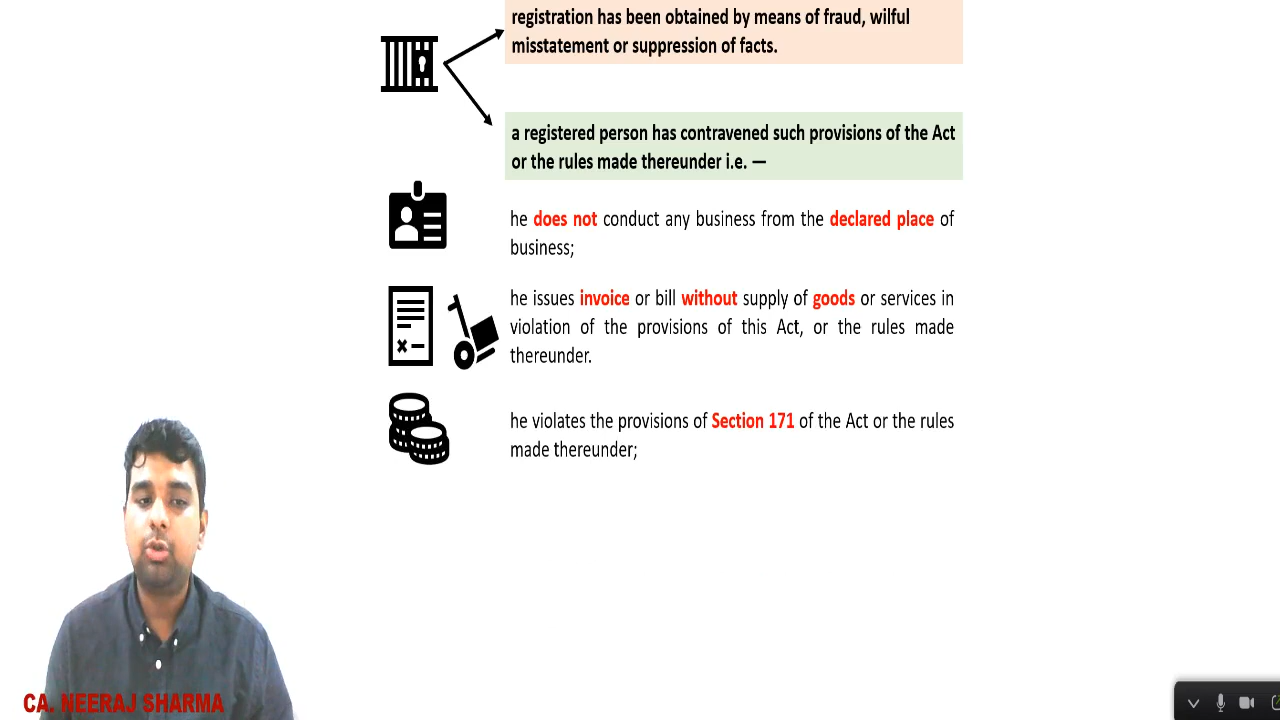 registration has been obtained by means of fraud, wilful
misstatement or suppression of facts.
a registered person has contravened such provisions of the Act
or the rules made thereunder i.e. —
he does not conduct any business from the declared place of
business;
he issues invoice or bill without supply of goods or services in
violation of the provisions of this Act, or the rules made
thereunder.
he violates the provisions of Section 171 of the Act or the rules
made thereunder;
CA. NEERAJ SHARMA